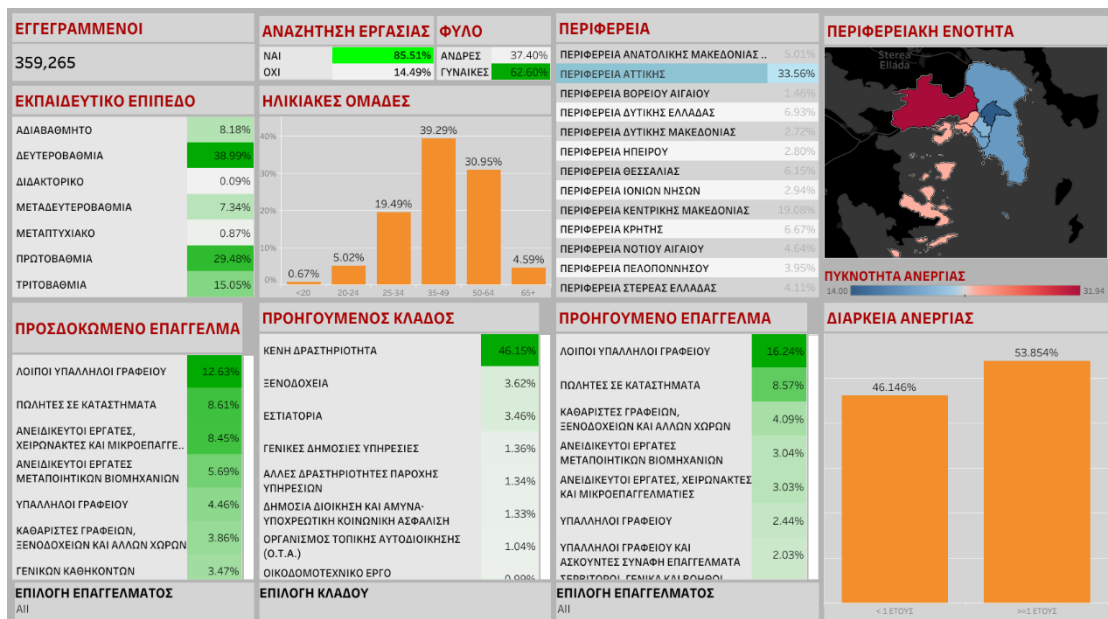 ΕΓΓΕΓΡΑΜΜΕΝΟΙ
359,265
ΑΝΑΖΗΤΗΣΗ ΕΡΓΑΣΙΑΣ
ΝΑΙ 85.51%
ΟΧΙ 14.49%
ΦΥΛΟ
ΑΝΔΡΕΣ 37.40%
ΓΥΝΑΙΚΕΣ 62.60%
ΕΚΠΑΙΔΕΥΤΙΚΟ ΕΠΙΠΕΔΟ
ΑΔΙΑΒΑΘΜΗΤΟ 8.18%
ΔΕΥΤΕΡΟΒΑΘΜΙΑ 38.99%
ΔΙΔΑΚΤΟΡΙΚΟ 0.09%
ΜΕΤΑΔΕΥΤΕΡΟΒΑΘΜΙΑ 7.34%
ΜΕΤΑΠΤΥΧΙΑΚΟ 0.87%
ΠΡΩΤΟΒΑΘΜΙΑ 29.48%
ΤΡΙΤΟΒΑΘΜΙΑ 15.05%
ΗΛΙΚΙΑΚΕΣ ΟΜΑΔΕΣ
40%
30%
20%
10%
0%
0.67%
5.02%
19.49%
39.29%
30.95%
4.59%
<20 20-24 25-34 35-49 50-64 65+
ΠΕΡΙΦΕΡΕΙΑ
ΠΕΡΙΦΕΡΕΙΑ ΑΝΑΤΟΛΙΚΗΣ ΜΑΚΕΔΟΝΙΑΣ .. 5.01%
ΠΕΡΙΦΕΡΕΙΑ ΑΤΤΙΚΗΣ 33.56%
ΠΕΡΙΦΕΡΕΙΑ ΒΟΡΕΙΟΥ ΑΙΓΑΙΟΥ 1.46%
ΠΕΡΙΦΕΡΕΙΑ ΔΥΤΙΚΗΣ ΕΛΛΑΔΑΣ 6.93%
ΠΕΡΙΦΕΡΕΙΑ ΔΥΤΙΚΗΣ ΜΑΚΕΔΟΝΙΑΣ 2.72%
ΠΕΡΙΦΕΡΕΙΑ ΗΠΕΙΡΟΥ 2.80%
ΠΕΡΙΦΕΡΕΙΑ ΘΕΣΣΑΛΙΑΣ 6.15%
ΠΕΡΙΦΕΡΕΙΑ ΙΟΝΙΩΝ ΝΗΣΩΝ 2.94%
ΠΕΡΙΦΕΡΕΙΑ ΚΕΝΤΡΙΚΗΣ ΜΑΚΕΔΟΝΙΑΣ 19.08%
ΠΕΡΙΦΕΡΕΙΑ ΚΡΗΤΗΣ 6.67%
ΠΕΡΙΦΕΡΕΙΑ ΝΟΤΙΟΥ ΑΙΓΑΙΟΥ 4.64%
ΠΕΡΙΦΕΡΕΙΑ ΠΕΛΟΠΟΝΝΗΣΟΥ 3.95%
ΠΕΡΙΦΕΡΕΙΑ ΣΤΕΡΕΑΣ ΕΛΛΑΔΑΣ 4.11%
ΠΕΡΙΦΕΡΕΙΑΚΗ ΕΝΟΤΗΤΑ
Sterea
Ellada
ΠΥΚΝΟΤΗΤΑ ΑΝΕΡΓΙΑΣ
14.00 31.94
ΠΡΟΣΔΟΚΩΜΕΝΟ ΕΠΑΓΓΕΛΜΑ
ΛΟΙΠΟΙ ΥΠΑΛΛΗΛΟΙ ΓΡΑΦΕΙΟΥ 12.63%
ΠΩΛΗΤΕΣ ΣΕ ΚΑΤΑΣΤΗΜΑΤΑ 8.61%
ΑΝΕΙΔΙΚΕΥΤΟΙ ΕΡΓΑΤΕΣ,
ΧΕΙΡΩΝΑΚΤΕΣ ΚΑΙ ΜΙΚΡΟΕΠΑΓΓΕ.. 8.45%
ΑΝΕΙΔΙΚΕΥΤΟΙ ΕΡΓΑΤΕΣ
ΜΕΤΑΠΟΙΗΤΙΚΩΝ ΒΙΟΜΗΧΑΝΙΩΝ 5.69%
ΥΠΑΛΛΗΛΟΙ ΓΡΑΦΕΙΟΥ 4.46%
ΚΑΘΑΡΙΣΤΕΣ ΓΡΑΦΕΙΩΝ,
ΞΕΝΟΔΟΧΕΙΩΝ ΚΑΙ ΑΛΛΩΝ ΧΩΡΩΝ 3.86%
ΓΕΝΙΚΩΝ ΚΑΘΗΚΟΝΤΩΝ 3.47%
ΕΠΙΛΟΓΗ ΕΠΑΓΓΕΛΜΑΤΟΣ
All
ΠΡΟΗΓΟΥΜΕΝΟΣ ΚΛΑΔΟΣ
ΚΕΝΗ ΔΡΑΣΤΗΡΙΟΤΗΤΑ 46.15%
ΞΕΝΟΔΟΧΕΙΑ 3.62%
ΕΣΤΙΑΤΟΡΙΑ 3.46%
ΓΕΝΙΚΕΣ ΔΗΜΟΣΙΕΣ ΥΠΗΡΕΣΙΕΣ 1.36%
ΑΛΛΕΣ ΔΡΑΣΤΗΡΙΟΤΗΤΕΣ ΠΑΡΟΧΗΣ
ΥΠΗΡΕΣΙΩΝ 1.34%
ΔΗΜΟΣΙΑ ΔΙΟΙΚΗΣΗ ΚΑΙ ΑΜΥΝΑ·
ΥΠΟΧΡΕΩΤΙΚΗ ΚΟΙΝΩΝΙΚΗ ΑΣΦΑΛΙΣΗ 1.33%
ΟΡΓΑΝΙΣΜΟΣ ΤΟΠΙΚΗΣ ΑΥΤΟΔΙΟΙΚΗΣΗΣ
(Ο.Τ.Α.) 1.04%
ΟΙΚΟΔΟΜΟΤΕΧΝΙΚΟ ΕΡΓΟ 0.99%
ΕΠΙΛΟΓΗ ΚΛΑΔΟΥ
ΠΡΟΗΓΟΥΜΕΝΟ ΕΠΑΓΓΕΛΜΑ
ΛΟΙΠΟΙ ΥΠΑΛΛΗΛΟΙ ΓΡΑΦΕΙΟΥ 16.24%
ΠΩΛΗΤΕΣ ΣΕ ΚΑΤΑΣΤΗΜΑΤΑ 8.57%
ΚΑΘΑΡΙΣΤΕΣ ΓΡΑΦΕΙΩΝ,
ΞΕΝΟΔΟΧΕΙΩΝ ΚΑΙ ΑΛΛΩΝ ΧΩΡΩΝ 4.09%
ΑΝΕΙΔΙΚΕΥΤΟΙ ΕΡΓΑΤΕΣ
ΜΕΤΑΠΟΙΗΤΙΚΩΝ ΒΙΟΜΗΧΑΝΙΩΝ 3.04%
ΑΝΕΙΔΙΚΕΥΤΟΙ ΕΡΓΑΤΕΣ, ΧΕΙΡΩΝΑΚΤΕΣ
ΚΑΙ ΜΙΚΡΟΕΠΑΓΓΕΛΜΑΤΙΕΣ 3.03%
ΥΠΑΛΛΗΛΟΙ ΓΡΑΦΕΙΟΥ 2.44%
ΥΠΑΛΛΗΛΟΙ ΓΡΑΦΕΙΟΥ ΚΑΙ
ΑΣΚΟΥΝΤΕΣ ΣΥΝΑΦΗ ΕΠΑΓΓΕΛΜΑΤΑ 2.03%
ΣΕΡΒΙΤΟΡΟΙ, ΓΕΝΙΚΑ ΚΑΙ ΒΟΗΘΟΙ
ΕΠΙΛΟΓΗ ΕΠΑΓΓΕΛΜΑΤΟΣ
All
ΔΙΑΡΚΕΙΑ ΑΝΕΡΓΙΑΣ
46.146%
53.854%
< 1 ΕΤΟΥΣ >=1 ΕΤΟΥΣ